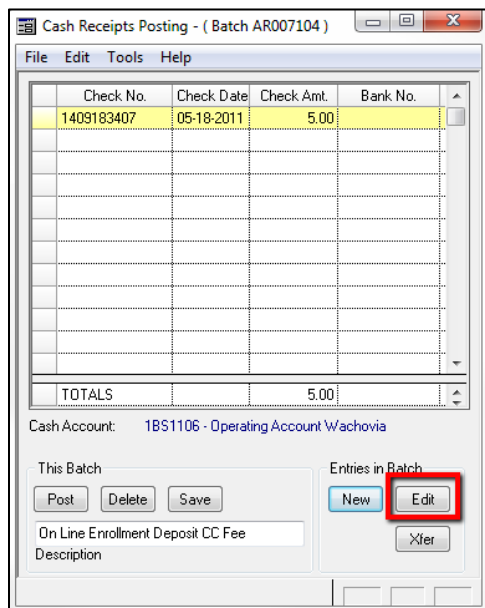 Cash Receipts Posting - ( Batch AR007104 )
File Edit Tools Help
Check No. Check Date Check Amt. Bank No.
1409183407 05-18-2011 5.00
TOTALS 5.00
Cash Account: 1BS1106 - Operating Account Wachovia
This Batch Entries in Batch
Post Delete Save New Edit
On Line Enrollment Deposit CC Fee Xfer
Description